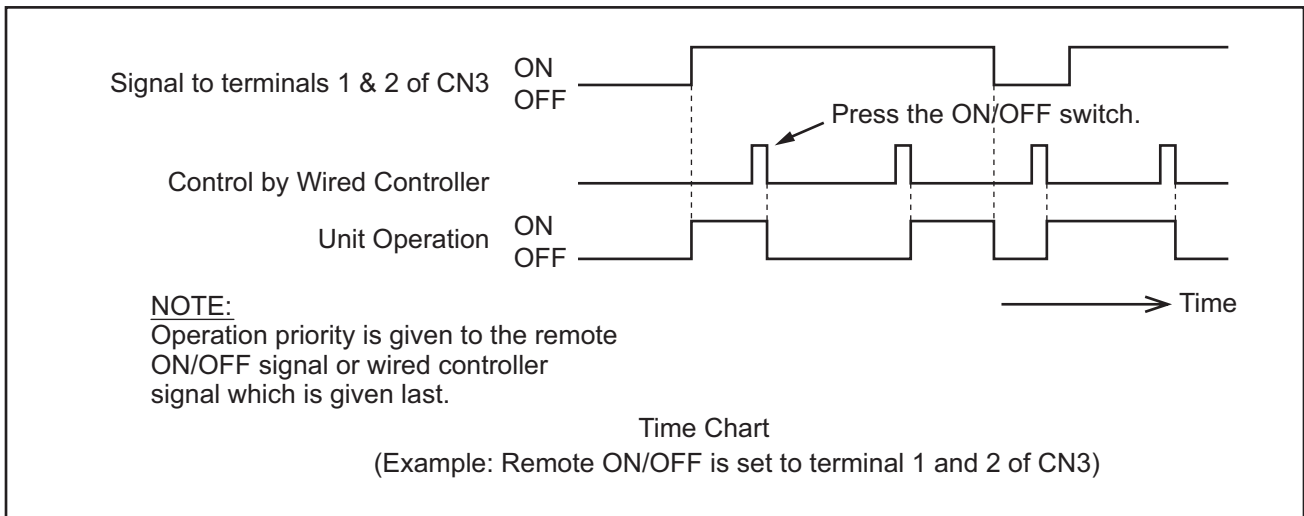 Signal to terminals 1 & 2 of CN3
ON
OFF
Press the ON/OFF switch.
Control by Wired Controller
Unit Operation
ON
OFF
Time
NOTE:
Operation priority is given to the remote
ON/OFF signal or wired controller
signal which is given last.
Time Chart
(Example: Remote ON/OFF is set to terminal 1 and 2 of CN3)